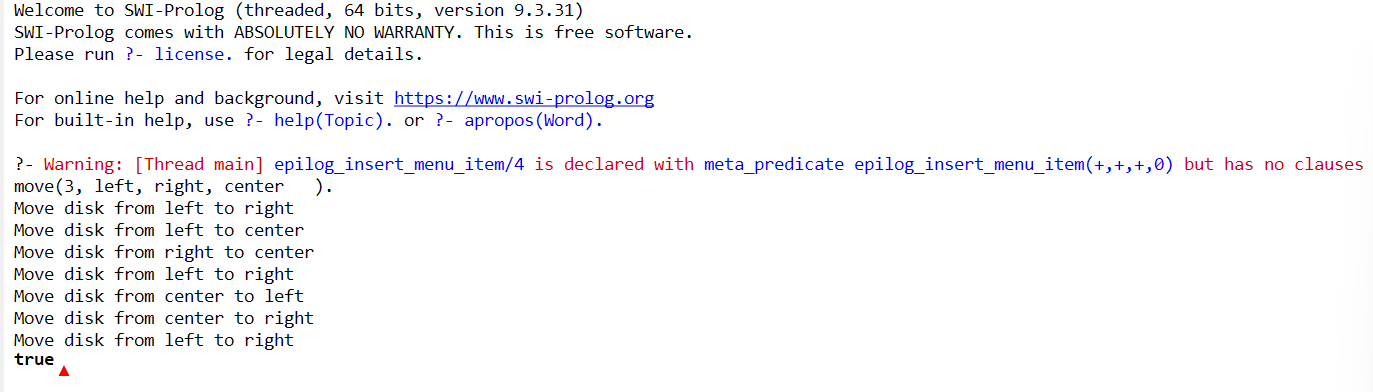 Welcome to SWI-Prolog (threaded, 64 bits, version 9.3.31)
SWI-Prolog comes with ABSOLUTELY NO WARRANTY. This is free software.
Please run ?- license. for legal details.

For online help and background, visit https://www.swi-prolog.org
For built-in help, use ?- help(Topic). or ?- apropos(Word).

?- Warning: [Thread main] epilog_insert_menu_item/4 is declared with meta_predicate epilog_insert_menu_item(+,+,+,0) but has no clauses
move(3, left, right, center   ).
Move disk from left to right
Move disk from left to center
Move disk from right to center
Move disk from left to right
Move disk from center to left
Move disk from center to right
Move disk from left to right
true